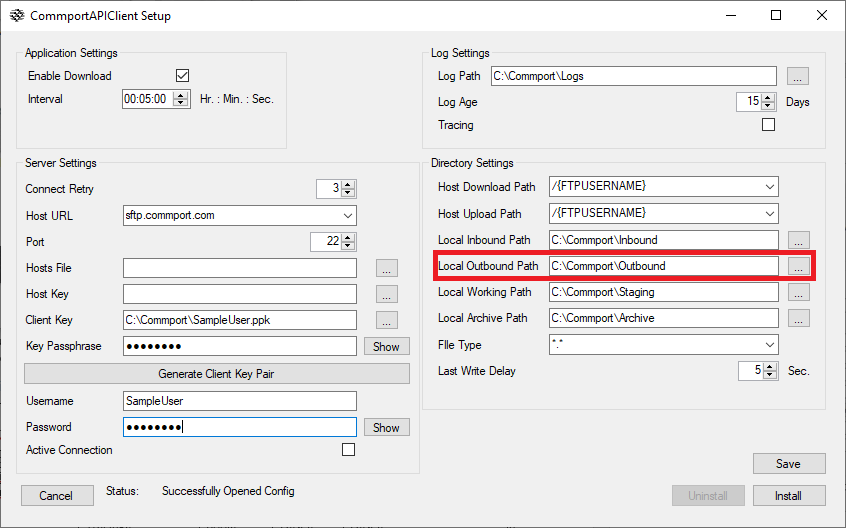 CommportAPIClient Setup
Application Settings
Enable Download
Interval 00:05:00 Hr. : Min. : Sec.
Log Settings
Log Path C:\Commport\Logs ...
Log Age 15 Days
Tracing
Server Settings
Connect Retry 3
Host URL sftp.commport.com
Port 22
Hosts File ...
Host Key ...
Client Key C:\Commport\SampleUser.ppk ...
Key Passphrase ●●●●●●●● Show
Generate Client Key Pair
Username SampleUser
Password ●●●●●●●● Show
Active Connection
Directory Settings
Host Download Path /{FTPUSERNAME}
Host Upload Path /{FTPUSERNAME}
Local Inbound Path C:\Commport\Inbound ...
Local Outbound Path C:\Commport\Outbound ...
Local Working Path C:\Commport\Staging ...
Local Archive Path C:\Commport\Archive ...
FIle Type *.*
Last Write Delay 5 Sec.
Save
Cancel Status: Successfully Opened Config Uninstall Install